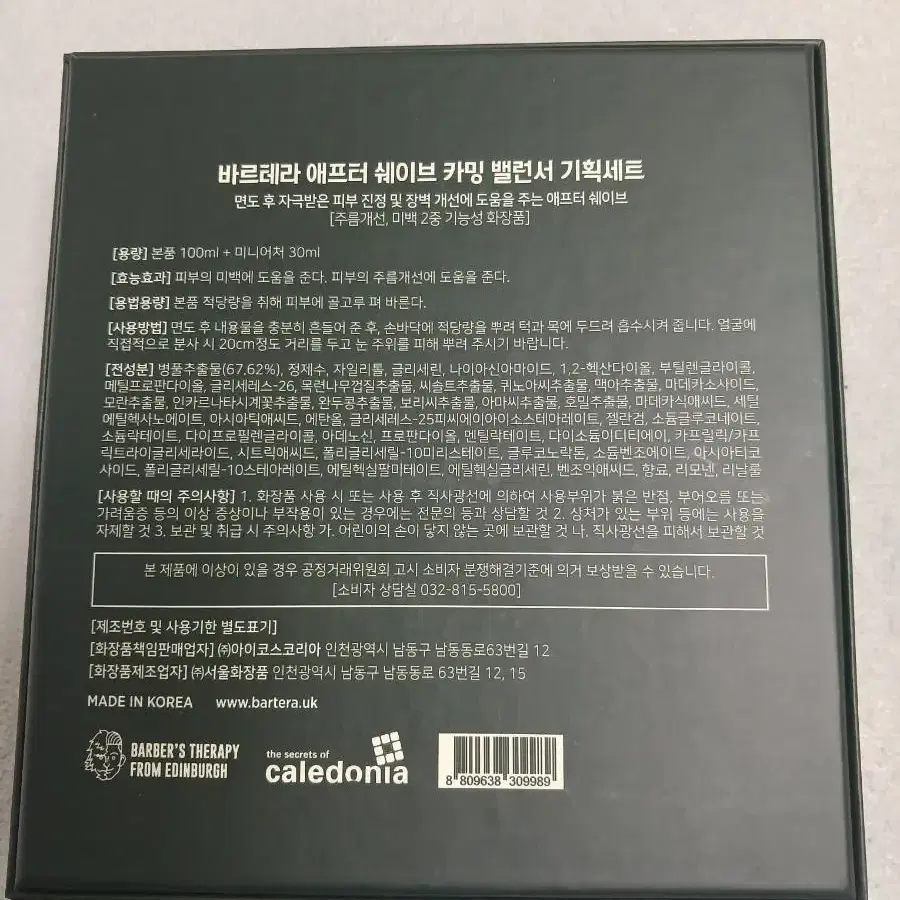 바르테라 애프터 쉐이브 카밍 밸런서 기획세트
면도 후 자극받은 피부 진정 및 장벽 개선에 도움을 주는 애프터 쉐이브
[주름개선, 미백 2중 기능성 화장품]
[용량] 본품 100ml + 미니어처 30ml
[효능효과] 피부의 미백에 도움을 준다. 피부의 주름개선에 도움을 준다.
[용법용량] 본품 적당량을 취해 피부에 골고루 펴 바른다.
[사용방법] 면도 후 내용물을 충분히 흔들어 준 후, 손바닥에 적당량을 뿌려 턱과 목에 두드려 흡수시켜 줍니다. 얼굴에
직접적으로 분사 시 20cm정도 거리를 두고 눈 주위를 피해 뿌려 주시기 바랍니다.
[전성분] 병풀추출물(67.62%), 정제수, 자일리톨, 글리세린, 나이아신아마이드, 1,2-헥산다이올, 부틸렌글라이콜,
메틸프로판다이올, 글리세레스-26, 목련나무껍질추출물, 씨솔트추출물, 퀴노아씨추출물, 맥아추출물, 마데카소사이드,
모란추출물, 인카르나타시계꽃추출물, 완두콩추출물, 보리씨추출물, 아마씨추출물, 호밀추출물, 마데카식애씨드, 세틸
에틸헥사노에이트, 아시아틱애씨드, 에탄올, 글리세레스-25피씨에이아이소스테아레이트, 젤란검, 소듐글루코네이트,
소듐락테이트, 다이프로필렌글라이콜, 아데노신, 프로판다이올, 멘틸락테이트, 다이소듐이디티에이, 카프릴릭/카프
릭트라이글리세라이드, 시트릭애씨드, 폴리글리세릴-10미리스테이트, 글루코노락톤, 소듐벤조에이트, 아시아티코
사이드, 폴리글리세릴-10스테아레이트, 에틸헥실팔미테이트, 에틸헥실글리세린, 벤조익애씨드, 향료, 리모넨, 리날룰
[사용할 때의 주의사항] 1. 화장품 사용 시 또는 사용 후 직사광선에 의하여 사용부위가 붉은 반점, 부어오름 또는
가려움증 등의 이상 증상이나 부작용이 있는 경우에는 전문의 등과 상담할 것 2. 상처가 있는 부위 등에는 사용을
자제할 것 3. 보관 및 취급 시 주의사항 가. 어린이의 손이 닿지 않는 곳에 보관할 것 나. 직사광선을 피해서 보관할 것
본 제품에 이상이 있을 경우 공정거래위원회 고시 소비자 분쟁해결기준에 의거 보상받을 수 있습니다.
[소비자 상담실 032-815-5800]
[제조번호 및 사용기한 별도표기]
[화장품책임판매업자] ㈜아이코스코리아 인천광역시 남동구 남동동로63번길 12
[화장품제조업자] ㈜서울화장품 인천광역시 남동구 남동동로 63번길 12, 15
MADE IN KOREA www.bartera.uk
BARBER'S THERAPY
FROM EDINBURGH
the secrets of
caledonia
8 809638 309989